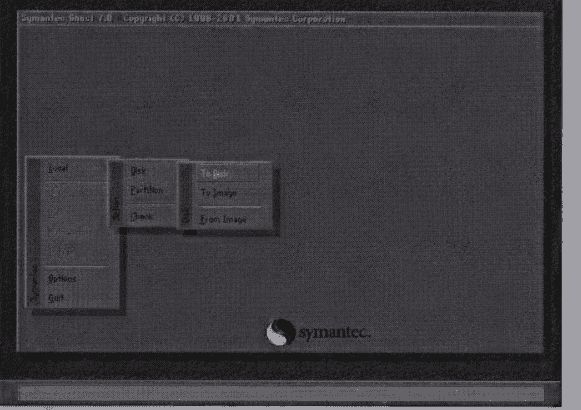 Symantec Ghost 7.0 Copyright (C) 1998-2001 Symantec Corporation
Local
Options
Quit
Disk
Partition
Check
To Disk
To Image
From Image
symantec.